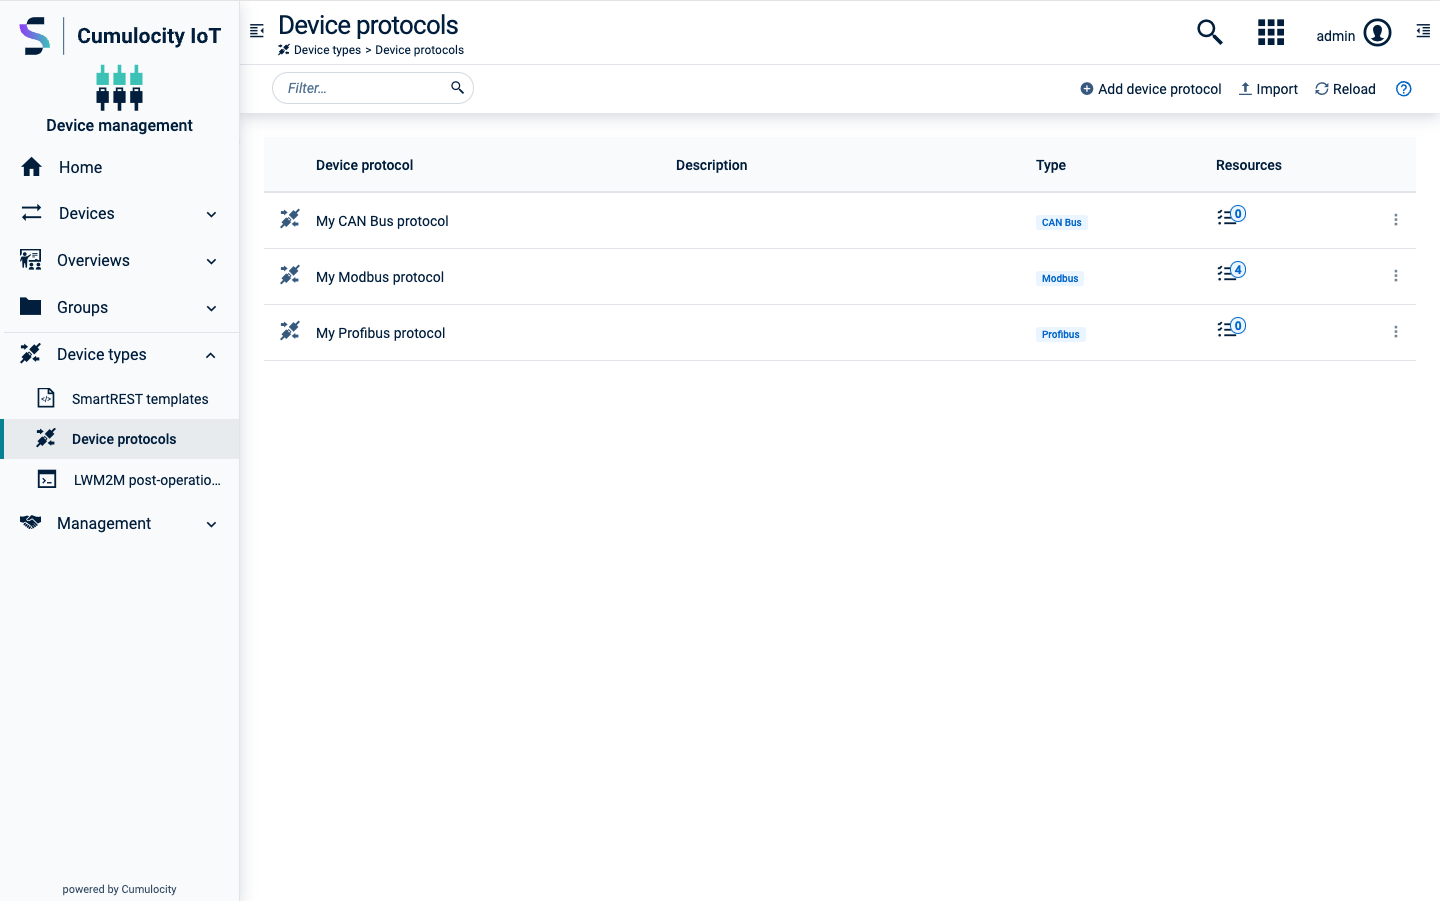 Cumulocity IoT
Device management
Home
Devices
Overviews
Groups
Device types
SmartREST templates
Device protocols
LWM2M post-operatio...
Management
powered by Cumulocity
Device protocols
Device types > Device protocols
admin
Filter...
Add device protocol
Import
Reload
Device protocol Description Type Resources
My CAN Bus protocol CAN Bus 0
My Modbus protocol Modbus 4
My Profibus protocol Profibus 0